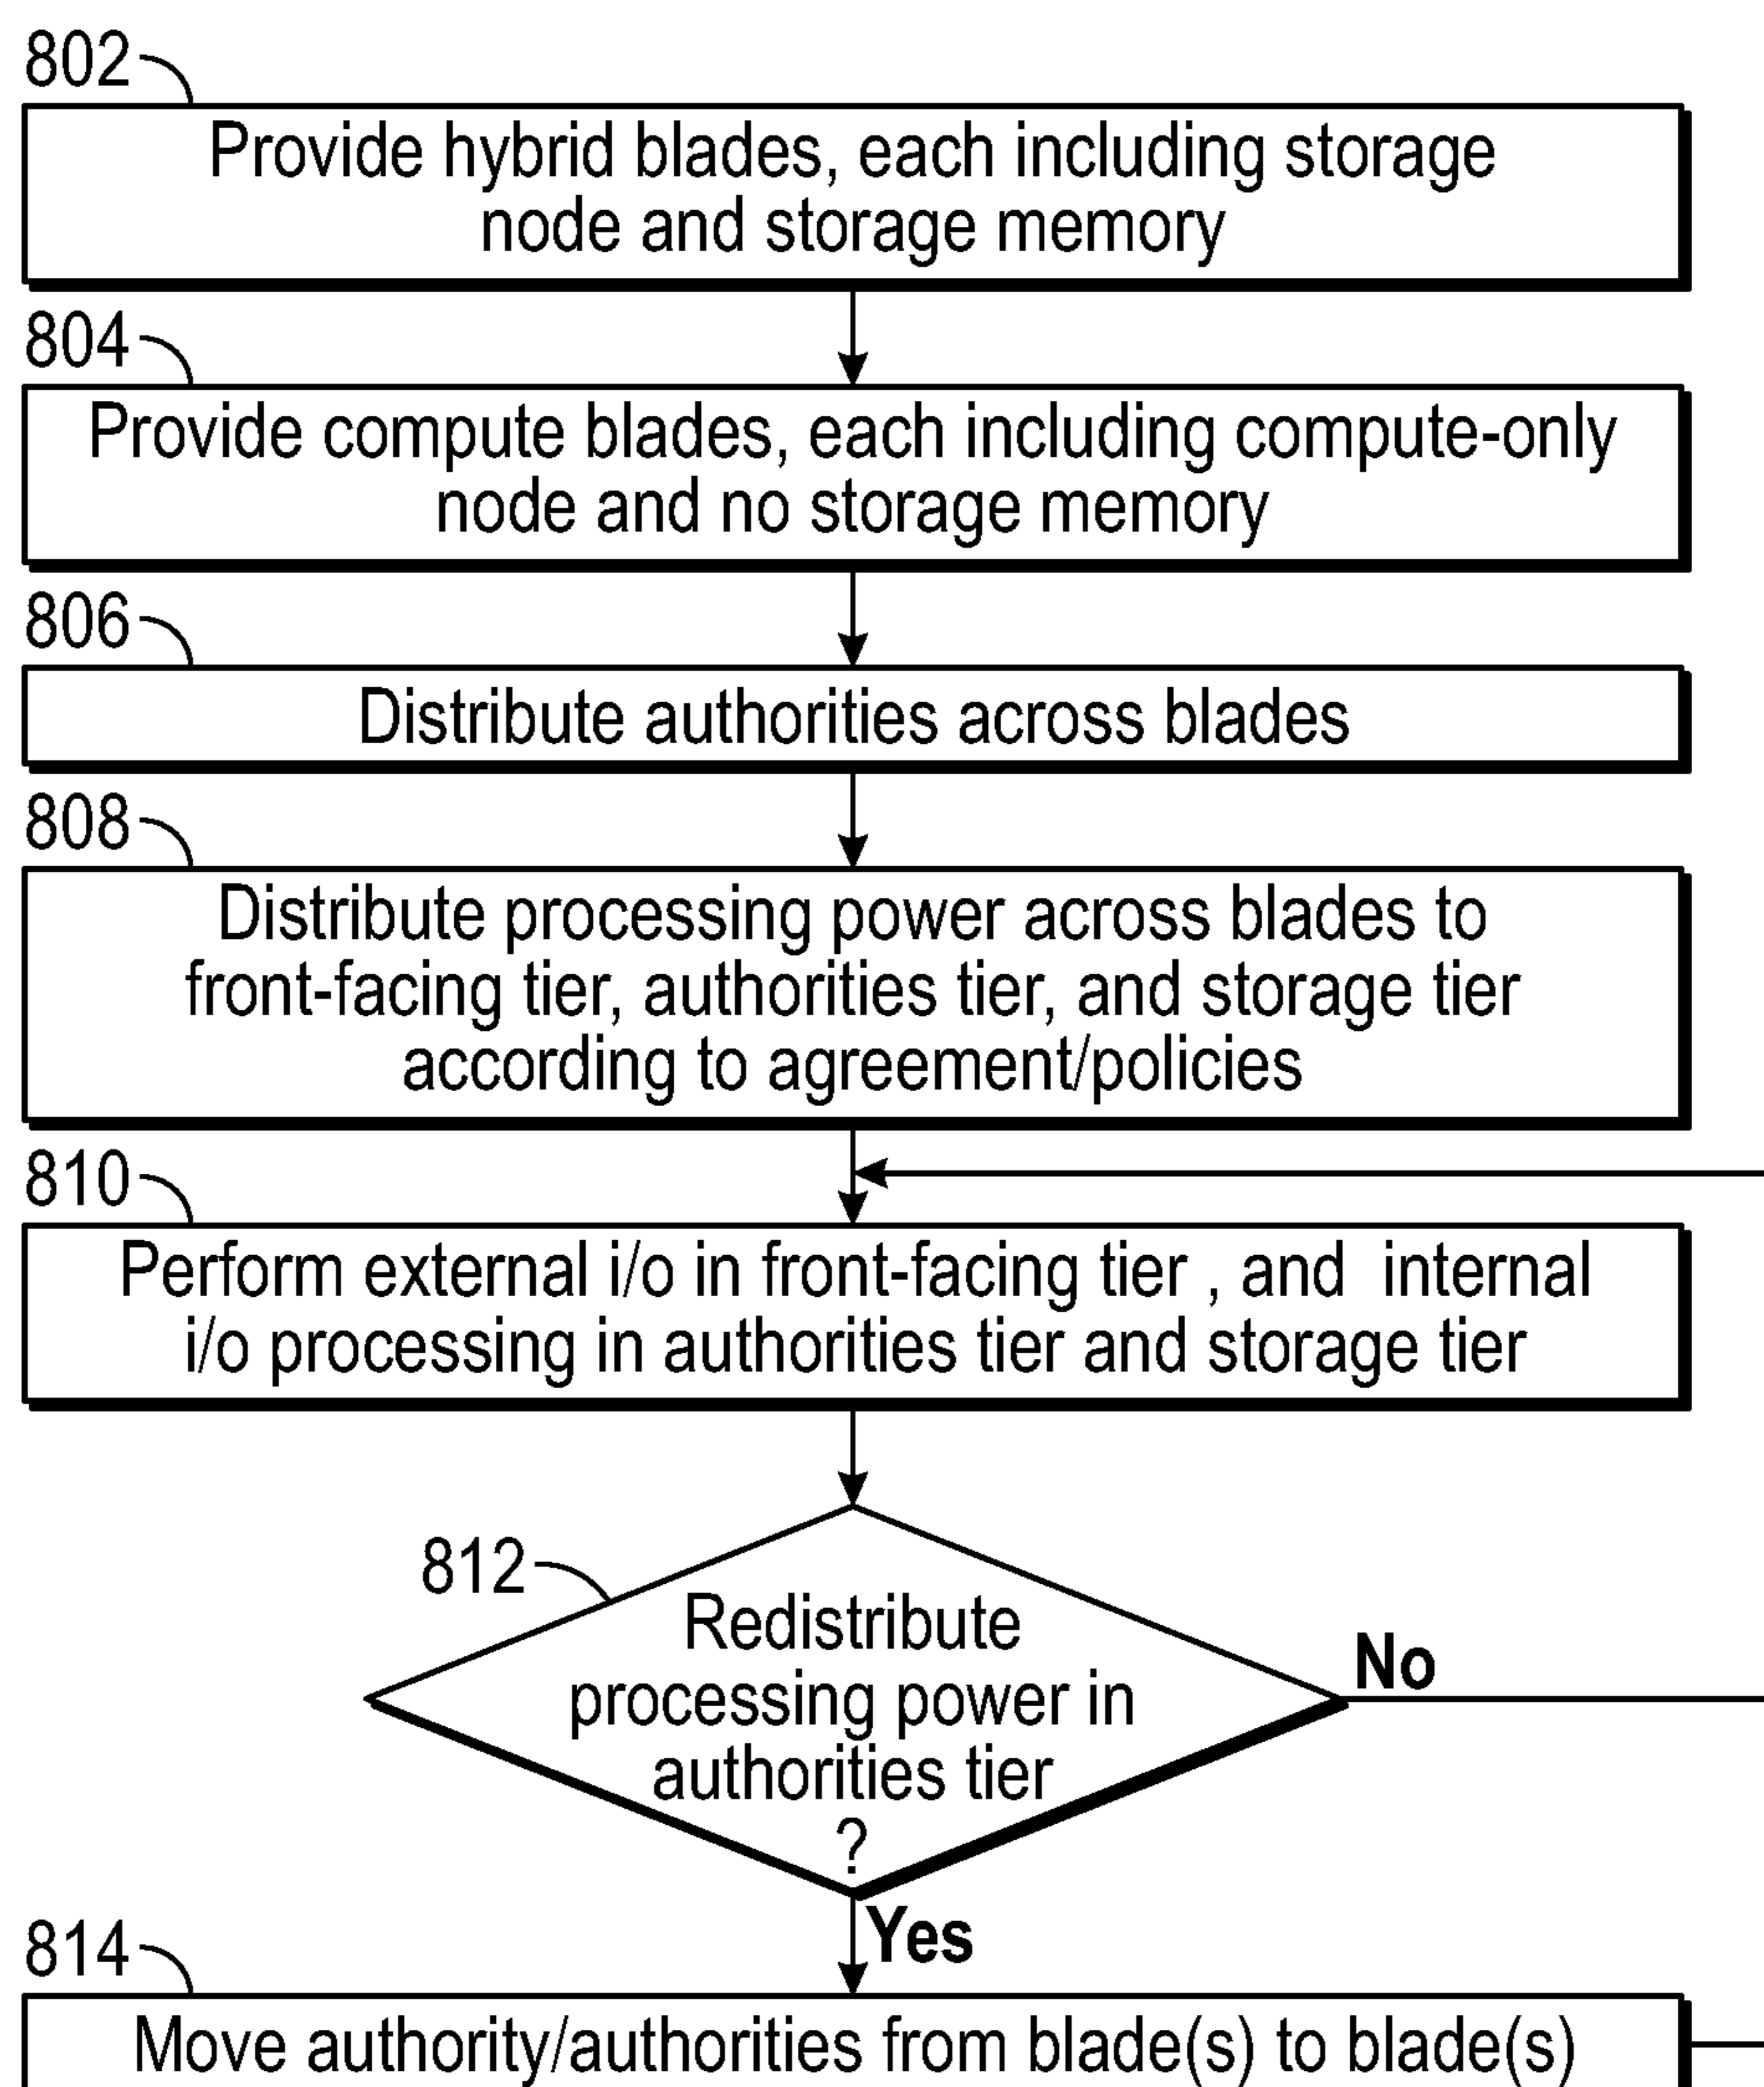 802
Provide hybrid blades, each including storage
node and storage memory
804
Provide compute blades, each including compute-only
node and no storage memory
806
Distribute authorities across blades
808
Distribute processing power across blades to
front-facing tier, authorities tier, and storage tier
according to agreement/policies
810
Perform external i/o in front-facing tier , and  internal
i/o processing in authorities tier and storage tier
812
Redistribute
processing power in
authorities tier
?
No
Yes
814
Move authority/authorities from blade(s) to blade(s)